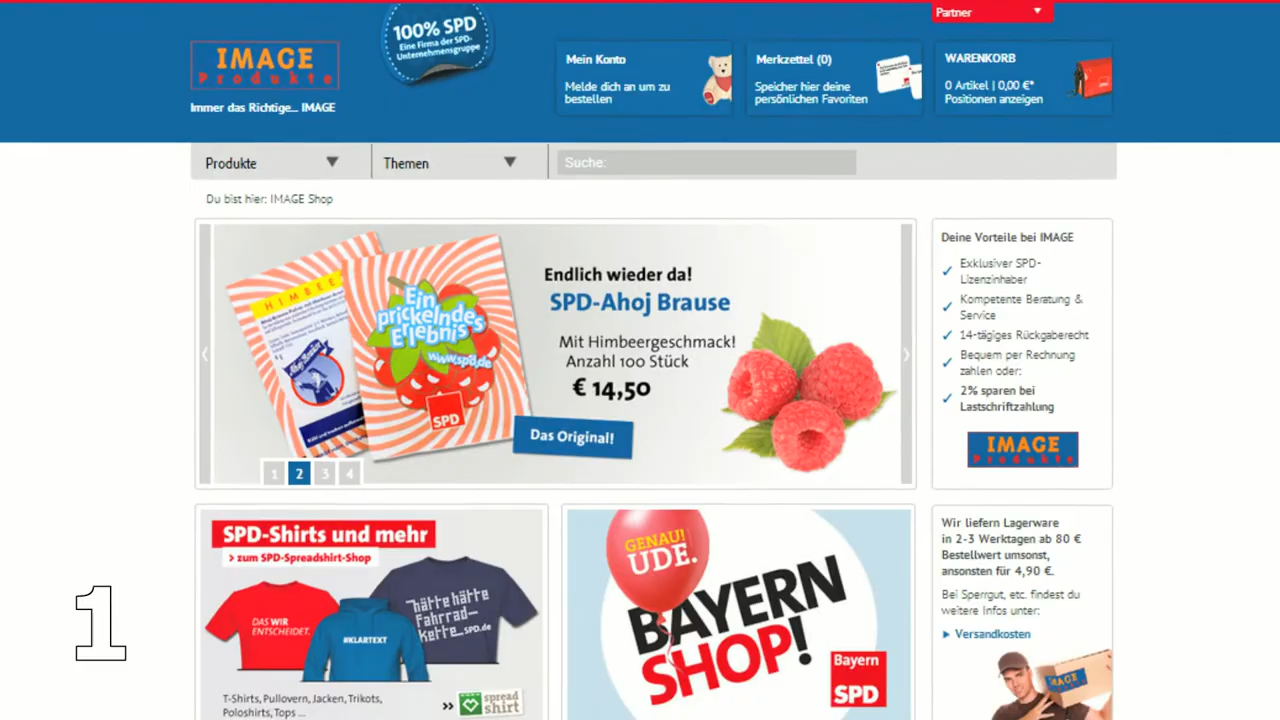 Partner
100% SPD
Eine Firma der SPD-
Unternehmensgruppe
IMAGE
Produkte
Immer das Richtige... IMAGE
Mein Konto
Melde dich an um zu
bestellen
Merkzettel (0)
Speicher hier deine
persönlichen Favoriten
WARENKORB
0 Artikel | 0,00 €*
Positionen anzeigen
Produkte
Themen
Suche:
Du bist hier: IMAGE Shop
HIMBEE
Ahoj-Brause
Ein
prickelndes
Erlebnis
www.spd.de
SPD
Endlich wieder da!
SPD-Ahoj Brause
Mit Himbeergeschmack!
Anzahl 100 Stück
€ 14,50
Das Original!
1 2 3 4
Deine Vorteile bei IMAGE
Exklusiver SPD-
Lizenzinhaber
Kompetente Beratung &
Service
14-tägiges Rückgaberecht
Bequem per Rechnung
zahlen oder:
2% sparen bei
Lastschriftzahlung
IMAGE
Produkte
SPD-Shirts und mehr
> zum SPD-Spreadshirt-Shop
DAS WIR
ENTSCHEIDET.
#KLARTEXT
hätte hätte
Fahrrad-
kette_SPD.de
T-Shirts, Pullovern, Jacken, Trikots,
Poloshirts, Tops ...
spread
shirt
GENAU!
UDE.
BAYERN
SHOP!
Bayern
SPD
Wir liefern Lagerware
in 2-3 Werktagen ab 80 €
Bestellwert umsonst,
ansonsten für 4,90 €.
Bei Sperrgut, etc. findest du
weitere Infos unter:
Versandkosten
IMAGE
1